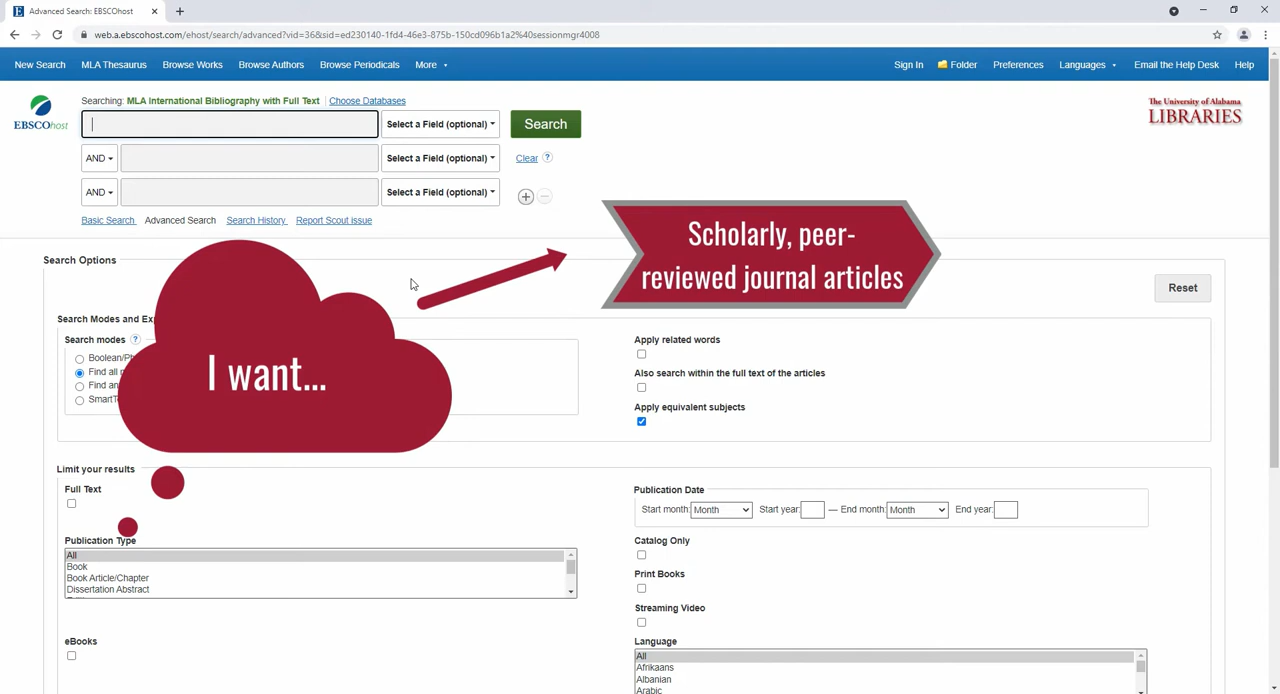 Advanced Search: EBSCOhost
web.a.ebscohost.com/ehost/search/advanced?vid=36&sid=ed230140-1fd4-46e3-875b-150cd096b1a2%40sessionmgr4008
New Search MLA Thesaurus Browse Works Browse Authors Browse Periodicals More Sign In Folder Preferences Languages Email the Help Desk Help
Searching: MLA International Bibliography with Full Text Choose Databases
EBSCOhost
Select a Field (optional) Search
AND Select a Field (optional) Clear ?
AND Select a Field (optional)
Basic Search Advanced Search Search History Report Scout issue
The University of Alabama
LIBRARIES
Scholarly, peer-
reviewed journal articles
Search Options
Reset
Search Modes and Ex
Search modes ?
Boolean/Ph
Find all
Find an
SmartT
I want...
Apply related words
Also search within the full text of the articles
Apply equivalent subjects
Limit your results
Full Text
Publication Date
Start month: Month Start year: — End month: Month End year:
Publication Type
All
Book
Book Article/Chapter
Dissertation Abstract
Catalog Only
Print Books
Streaming Video
eBooks
Language
All
Afrikaans
Albanian
Arabic